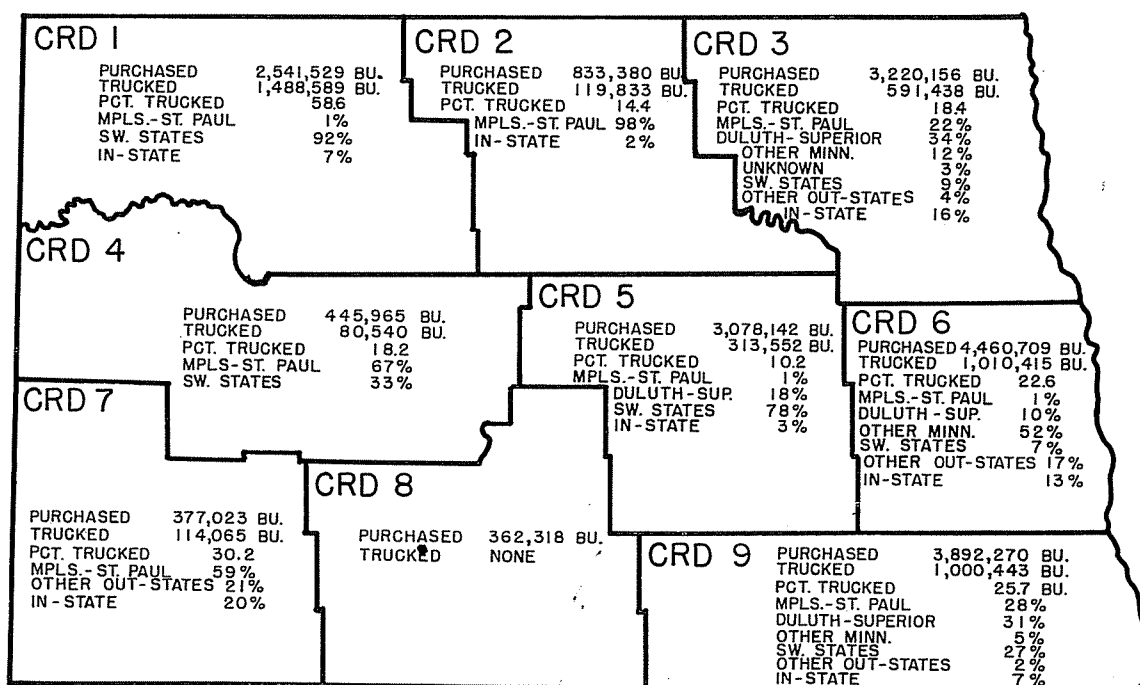 CRD 1
PURCHASED 2,541,529 BU.
TRUCKED 1,488,589 BU.
PCT. TRUCKED 58.6
MPLS.-ST. PAUL 1%
SW. STATES 92%
IN-STATE 7%
CRD 2
PURCHASED 833,380 BU.
TRUCKED 119,833 BU.
PCT. TRUCKED 14.4
MPLS.-ST. PAUL 98%
IN-STATE 2%
CRD 3
PURCHASED 3,220,156 BU.
TRUCKED 591,438 BU.
PCT. TRUCKED 18.4
MPLS.-ST. PAUL 22%
DULUTH-SUPERIOR 34%
OTHER MINN. 12%
UNKNOWN 3%
SW. STATES 9%
OTHER OUT-STATES 4%
IN-STATE 16%
CRD 4
PURCHASED 445,965 BU.
TRUCKED 80,540 BU.
PCT. TRUCKED 18.2
MPLS-ST. PAUL 67%
SW. STATES 33%
CRD 5
PURCHASED 3,078,142 BU.
TRUCKED 313,552 BU.
PCT. TRUCKED 10.2
MPLS.-ST. PAUL 1%
DULUTH-SUP. 18%
SW. STATES 78%
IN-STATE 3%
CRD 6
PURCHASED 4,460,709 BU.
TRUCKED 1,010,415 BU.
PCT. TRUCKED 22.6
MPLS.-ST. PAUL 1%
DULUTH-SUP. 10%
OTHER MINN. 52%
SW. STATES 7%
OTHER OUT-STATES 17%
IN-STATE 13%
CRD 7
PURCHASED 377,023 BU.
TRUCKED 114,065 BU.
PCT. TRUCKED 30.2
MPLS.-ST. PAUL 59%
OTHER OUT-STATES 21%
IN-STATE 20%
CRD 8
PURCHASED 362,318 BU.
TRUCKED NONE
CRD 9
PURCHASED 3,892,270 BU.
TRUCKED 1,000,443 BU.
PCT. TRUCKED 25.7 BU.
MPLS.-ST. PAUL 28%
DULUTH-SUPERIOR 31%
OTHER MINN. 5%
SW. STATES 27%
OTHER OUT-STATES 2%
IN-STATE 7%